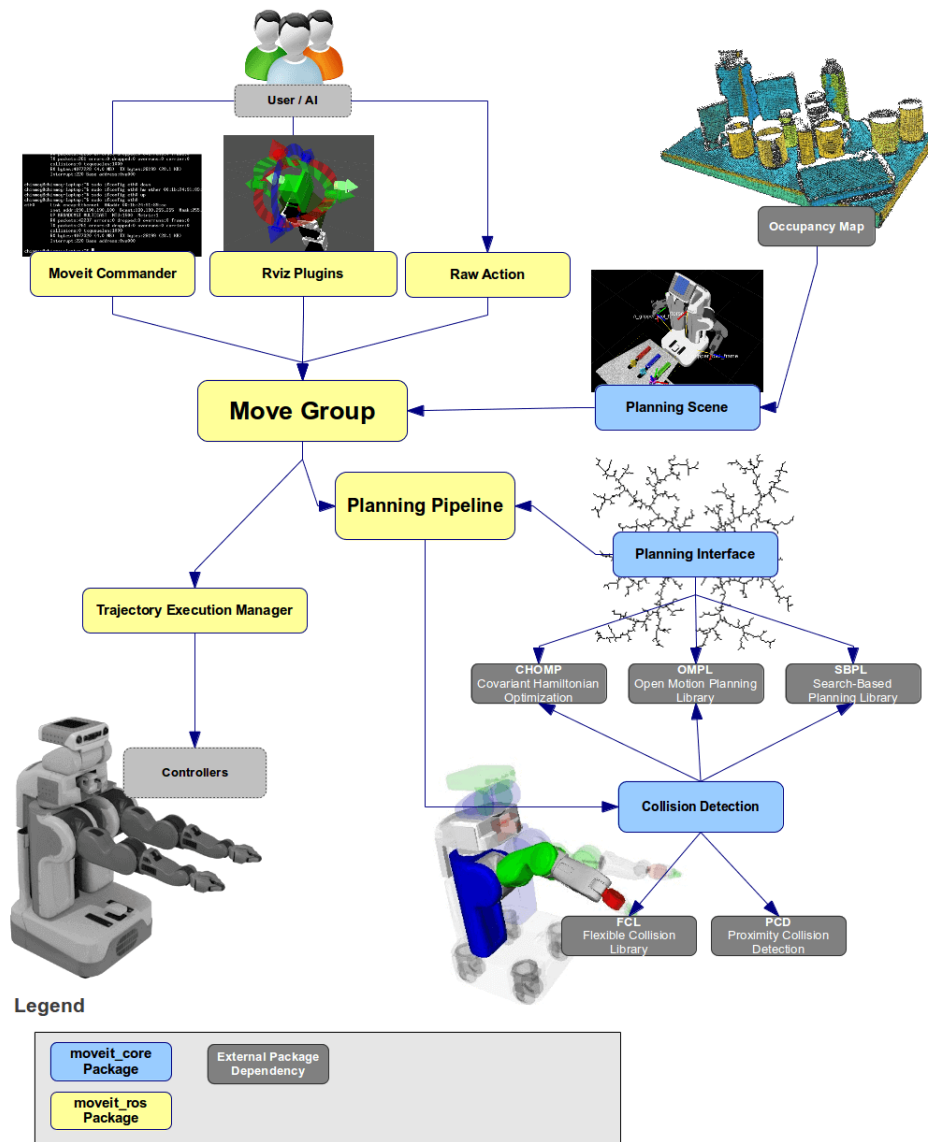 User / AI
Moveit Commander
Rviz Plugins
Raw Action
Occupancy Map
Move Group
Planning Scene
Planning Pipeline
Planning Interface
Trajectory Execution Manager
CHOMP
Covariant Hamiltonian
Optimization
OMPL
Open Motion Planning
Library
SBPL
Search-Based
Planning Library
Controllers
Collision Detection
FCL
Flexible Collision
Library
PCD
Proximity Collision
Detection
Legend
moveit_core
Package
External Package
Dependency
moveit_ros
Package